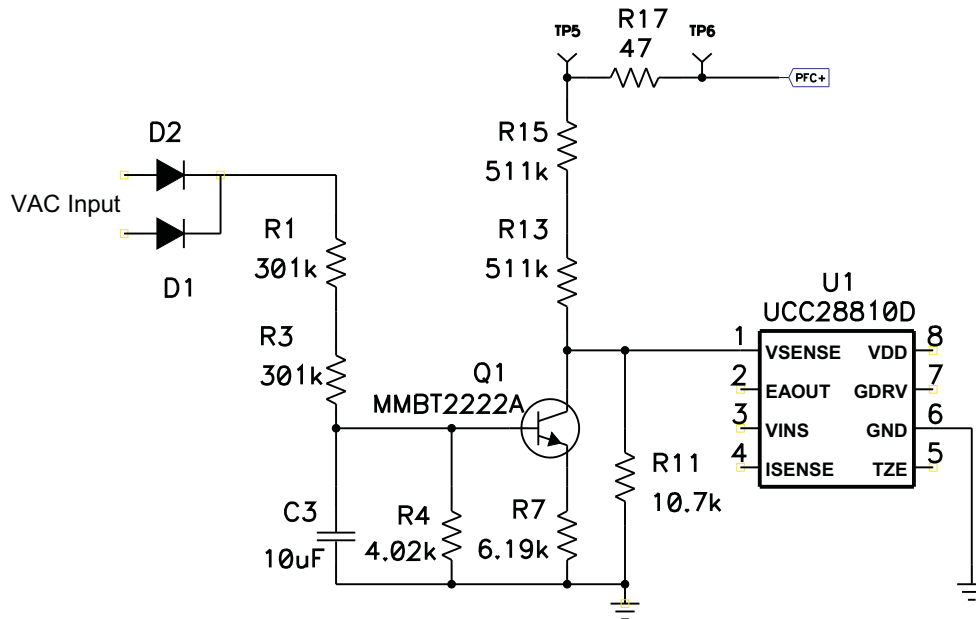 R17
TP5
TP6
47
PFC+
D2
R15
511k
VAC Input
R1
R13
301k
511k
D1
U1
UCC28810D
R3
1
VSENSE
VDD
8
301k
Q1
2
EAOUT
GDRV
7
MMBT2222A
3
VINS
GND
6
R11
4
ISENSE
TZE
5
10.7k
C3
R4
R7
10uF
4.02k
6.19k